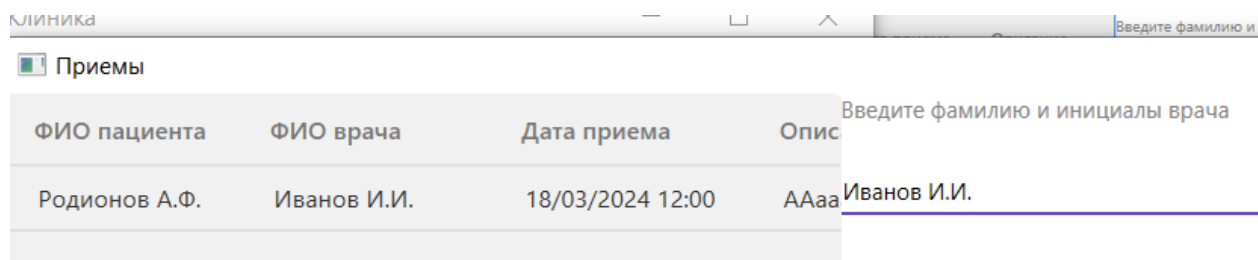 Клиника
Введите фамилию и
Приемы
ФИО пациента ФИО врача Дата приема Опис
Введите фамилию и инициалы врача
Родионов А.Ф. Иванов И.И. 18/03/2024 12:00 ААаа
Иванов И.И.